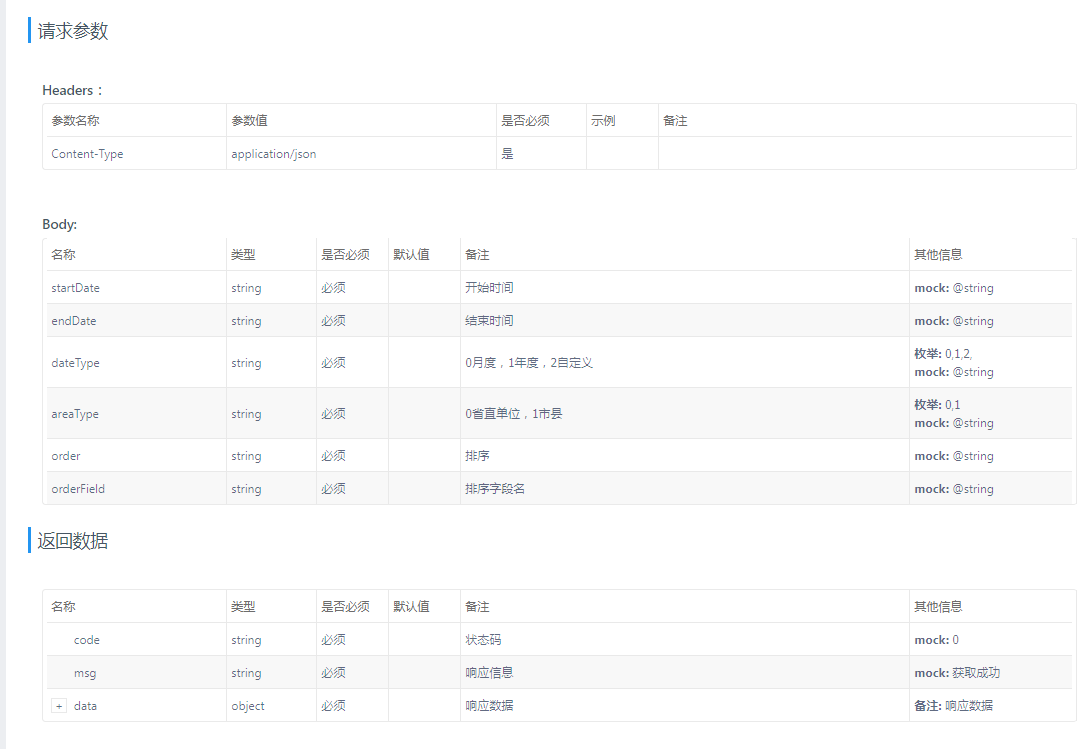 请求参数
Headers：
参数名称 参数值 是否必须 示例 备注
Content-Type application/json 是
Body:
名称 类型 是否必须 默认值 备注 其他信息
startDate string 必须 开始时间 mock: @string
endDate string 必须 结束时间 mock: @string
dateType string 必须 0月度，1年度，2自定义 枚举: 0,1,2,
mock: @string
areaType string 必须 0省直单位，1市县 枚举: 0,1
mock: @string
order string 必须 排序 mock: @string
orderField string 必须 排序字段名 mock: @string
返回数据
名称 类型 是否必须 默认值 备注 其他信息
code string 必须 状态码 mock: 0
msg string 必须 响应信息 mock: 获取成功
+ data object 必须 响应数据 备注: 响应数据